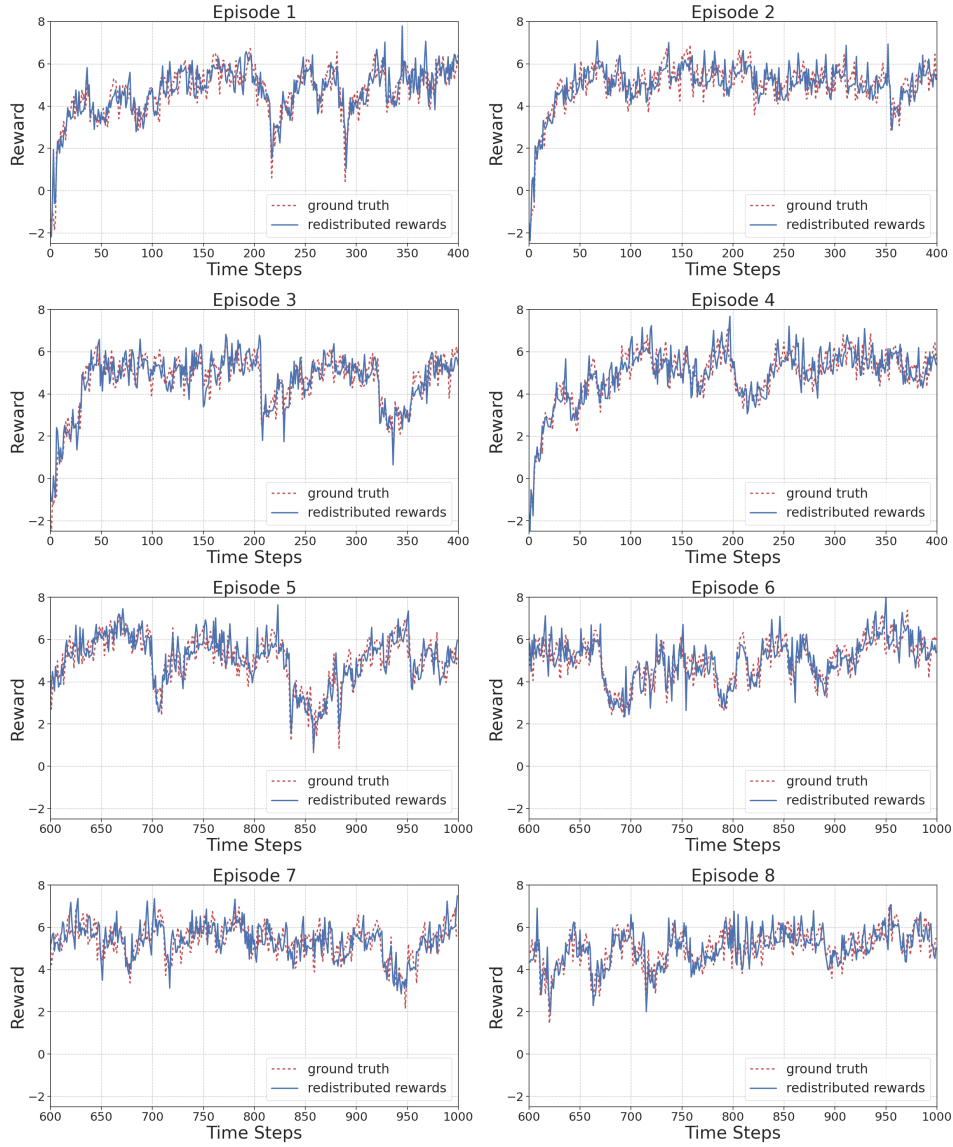 Episode 1
Reward
8
6
4
2
0
−2
ground truth
redistributed rewards
0 50 100 150 200 250 300 350 400
Time Steps
Episode 2
Reward
8
6
4
2
0
−2
ground truth
redistributed rewards
0 50 100 150 200 250 300 350 400
Time Steps
Episode 3
Reward
8
6
4
2
0
−2
ground truth
redistributed rewards
0 50 100 150 200 250 300 350 400
Time Steps
Episode 4
Reward
8
6
4
2
0
−2
ground truth
redistributed rewards
0 50 100 150 200 250 300 350 400
Time Steps
Episode 5
Reward
8
6
4
2
0
−2
ground truth
redistributed rewards
600 650 700 750 800 850 900 950 1000
Time Steps
Episode 6
Reward
8
6
4
2
0
−2
ground truth
redistributed rewards
600 650 700 750 800 850 900 950 1000
Time Steps
Episode 7
Reward
8
6
4
2
0
−2
ground truth
redistributed rewards
600 650 700 750 800 850 900 950 1000
Time Steps
Episode 8
Reward
8
6
4
2
0
−2
ground truth
redistributed rewards
600 650 700 750 800 850 900 950 1000
Time Steps